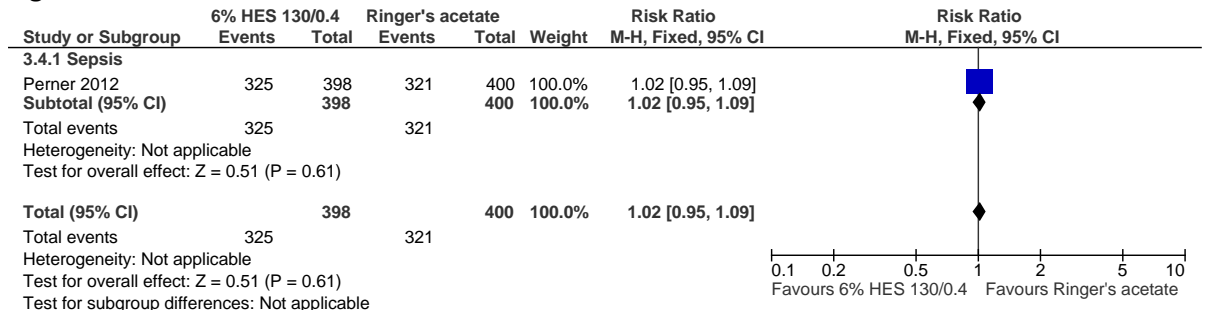 6% HES 130/0.4 Ringer's acetate Risk Ratio Risk Ratio
Study or Subgroup Events Total Events Total Weight M-H, Fixed, 95% CI M-H, Fixed, 95% CI
3.4.1 Sepsis
Perner 2012 325 398 321 400 100.0% 1.02 [0.95, 1.09]
Subtotal (95% CI) 398 400 100.0% 1.02 [0.95, 1.09]
Total events 325 321
Heterogeneity: Not applicable
Test for overall effect: Z = 0.51 (P = 0.61)
Total (95% CI) 398 400 100.0% 1.02 [0.95, 1.09]
Total events 325 321
Heterogeneity: Not applicable
Test for overall effect: Z = 0.51 (P = 0.61)
Test for subgroup differences: Not applicable
0.1 0.2 0.5 1 2 5 10
Favours 6% HES 130/0.4 Favours Ringer's acetate